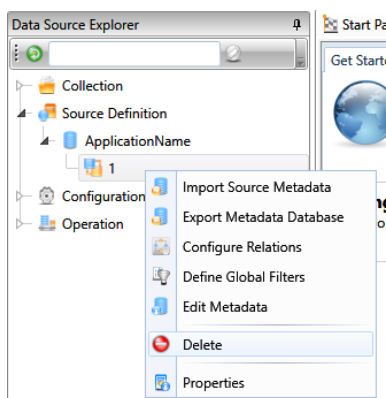 Data Source Explorer
Start Pa
Get Starte
Collection
Source Definition
ApplicationName
1
Configuration
Operation
Import Source Metadata
Export Metadata Database
Configure Relations
Define Global Filters
Edit Metadata
Delete
Properties